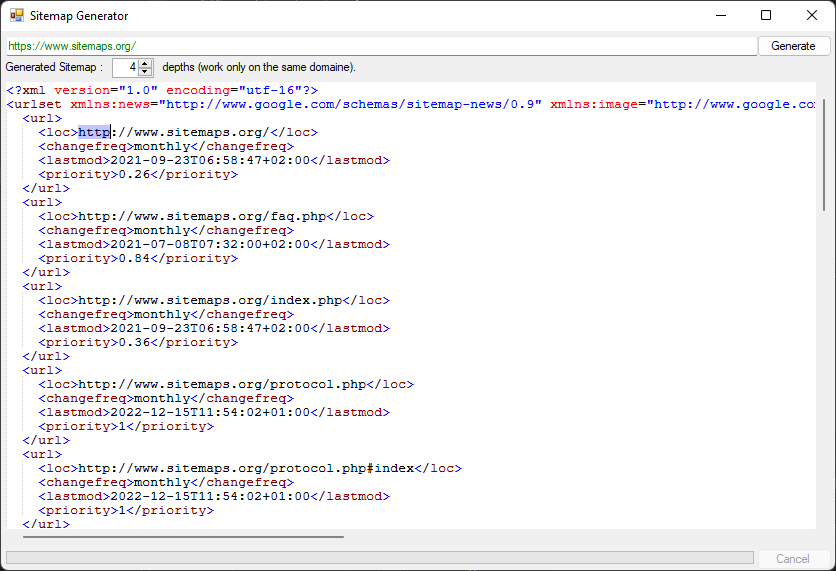 Sitemap Generator
https://www.sitemaps.org/
Generate
Generated Sitemap : 4 depths (work only on the same domaine).
<?xml version="1.0" encoding="utf-16"?>
<urlset xmlns:news="http://www.google.com/schemas/sitemap-news/0.9" xmlns:image="http://www.google.co
<url>
<loc>http://www.sitemaps.org/</loc>
<changefreq>monthly</changefreq>
<lastmod>2021-09-23T06:58:47+02:00</lastmod>
<priority>0.26</priority>
</url>
<url>
<loc>http://www.sitemaps.org/faq.php</loc>
<changefreq>monthly</changefreq>
<lastmod>2021-07-08T07:32:00+02:00</lastmod>
<priority>0.84</priority>
</url>
<url>
<loc>http://www.sitemaps.org/index.php</loc>
<changefreq>monthly</changefreq>
<lastmod>2021-09-23T06:58:47+02:00</lastmod>
<priority>0.36</priority>
</url>
<url>
<loc>http://www.sitemaps.org/protocol.php</loc>
<changefreq>monthly</changefreq>
<lastmod>2022-12-15T11:54:02+01:00</lastmod>
<priority>1</priority>
</url>
<url>
<loc>http://www.sitemaps.org/protocol.php#index</loc>
<changefreq>monthly</changefreq>
<lastmod>2022-12-15T11:54:02+01:00</lastmod>
<priority>1</priority>
</url>
Cancel